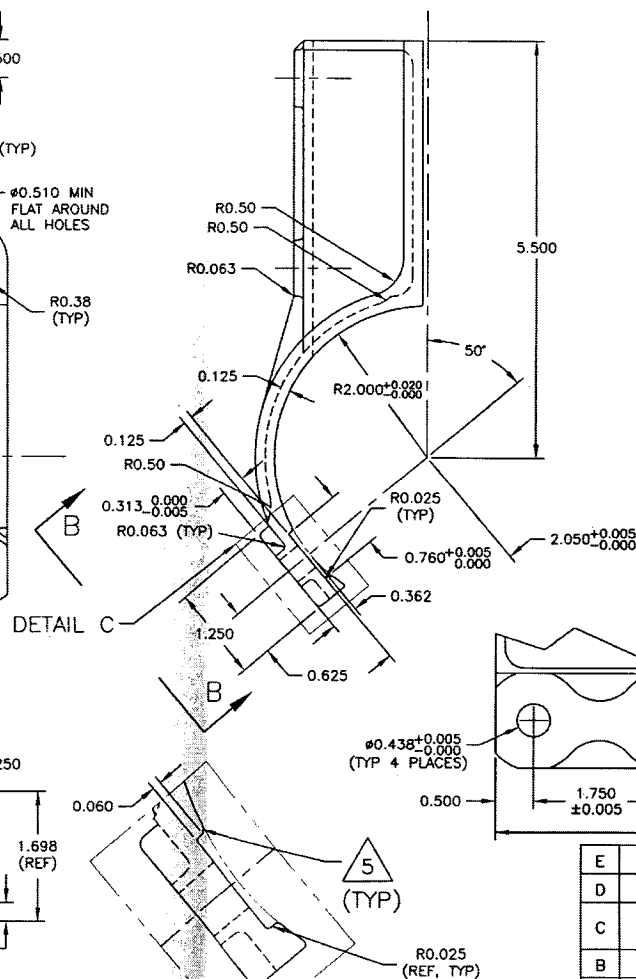 (TYP)
Ø0.510 MIN
FLAT AROUND
ALL HOLES
R0.38
(TYP)
R0.50
R0.50
R0.063
5.500
50°
0.125
R2.000+0.020
-0.000
0.125
R0.50
0.313 0.000
-0.005
R0.063 (TYP)
R0.025
(TYP)
0.760+0.005
0.000
2.050+0.005
-0.000
B
DETAIL C
0.362
1.250
0.625
B
Ø0.438+0.005
-0.000
(TYP 4 PLACES)
0.500
1.750
±0.005
0.060
1.698
(REF)
5
(TYP)
R0.025
(REF, TYP)
E
D
C
B